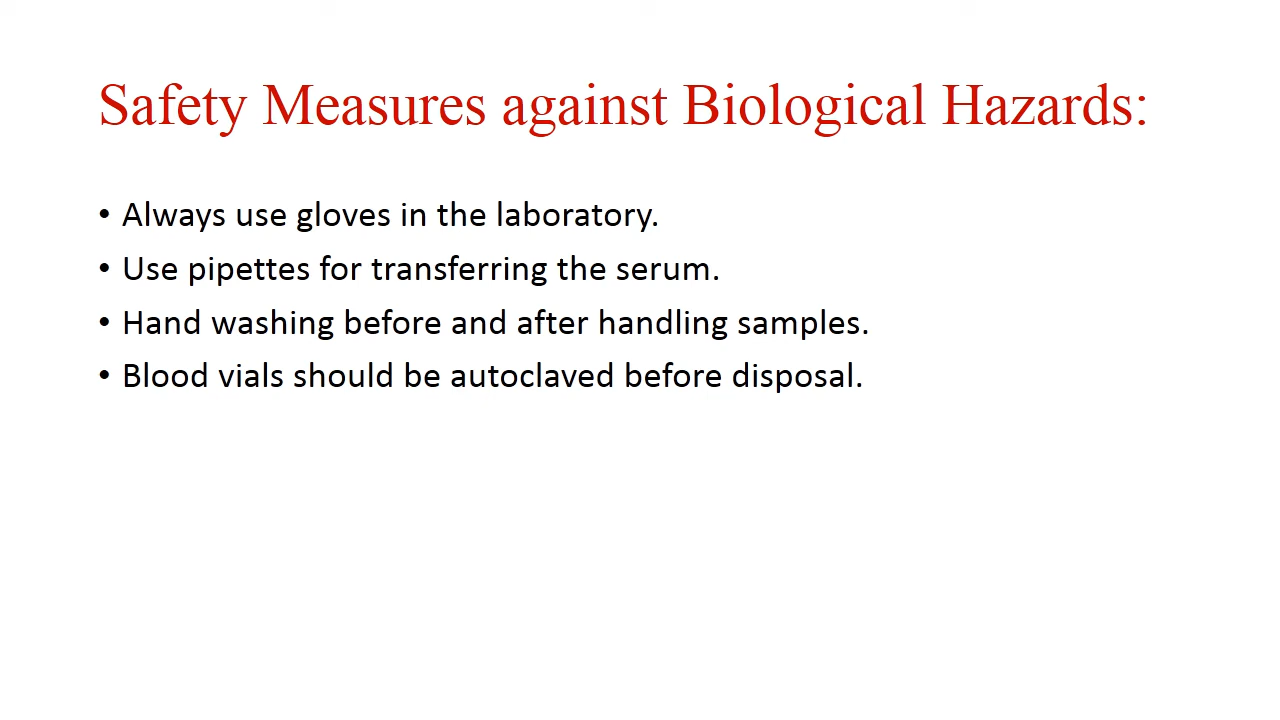 Safety Measures against Biological Hazards:
• Always use gloves in the laboratory.
• Use pipettes for transferring the serum.
• Hand washing before and after handling samples.
• Blood vials should be autoclaved before disposal.